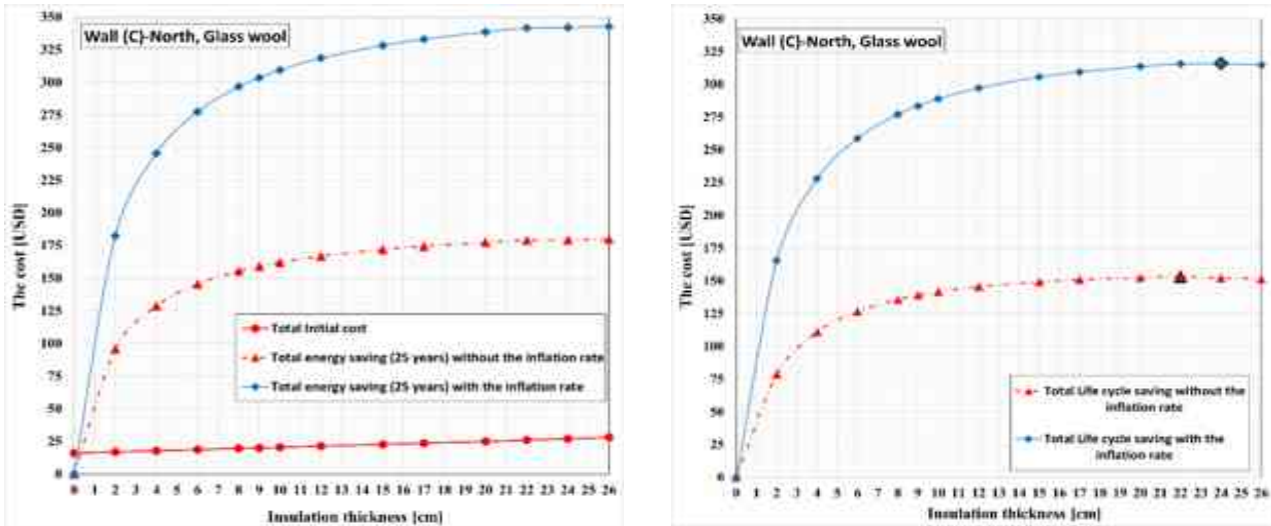 Wall (C)-North, Glass wool
The cost [USD]
350
325
300
275
250
225
200
175
150
125
100
75
50
25
0
Total Initial cost
Total energy saving (25 years) without the inflation rate
Total energy saving (25 years) with the inflation rate
0 1 2 3 4 5 6 7 8 9 10 11 12 13 14 15 16 17 18 19 20 21 22 23 24 25 26
Insulation thickness [cm]
Wall (C)-North, Glass wool
The cost [USD]
350
325
300
275
250
225
200
175
150
125
100
75
50
25
0
Total Life cycle saving without the
inflation rate
Total Life cycle saving with the
inflation rate
0 1 2 3 4 5 6 7 8 9 10 11 12 13 14 15 16 17 18 19 20 21 22 23 24 25 26
Insulation thickness [cm]